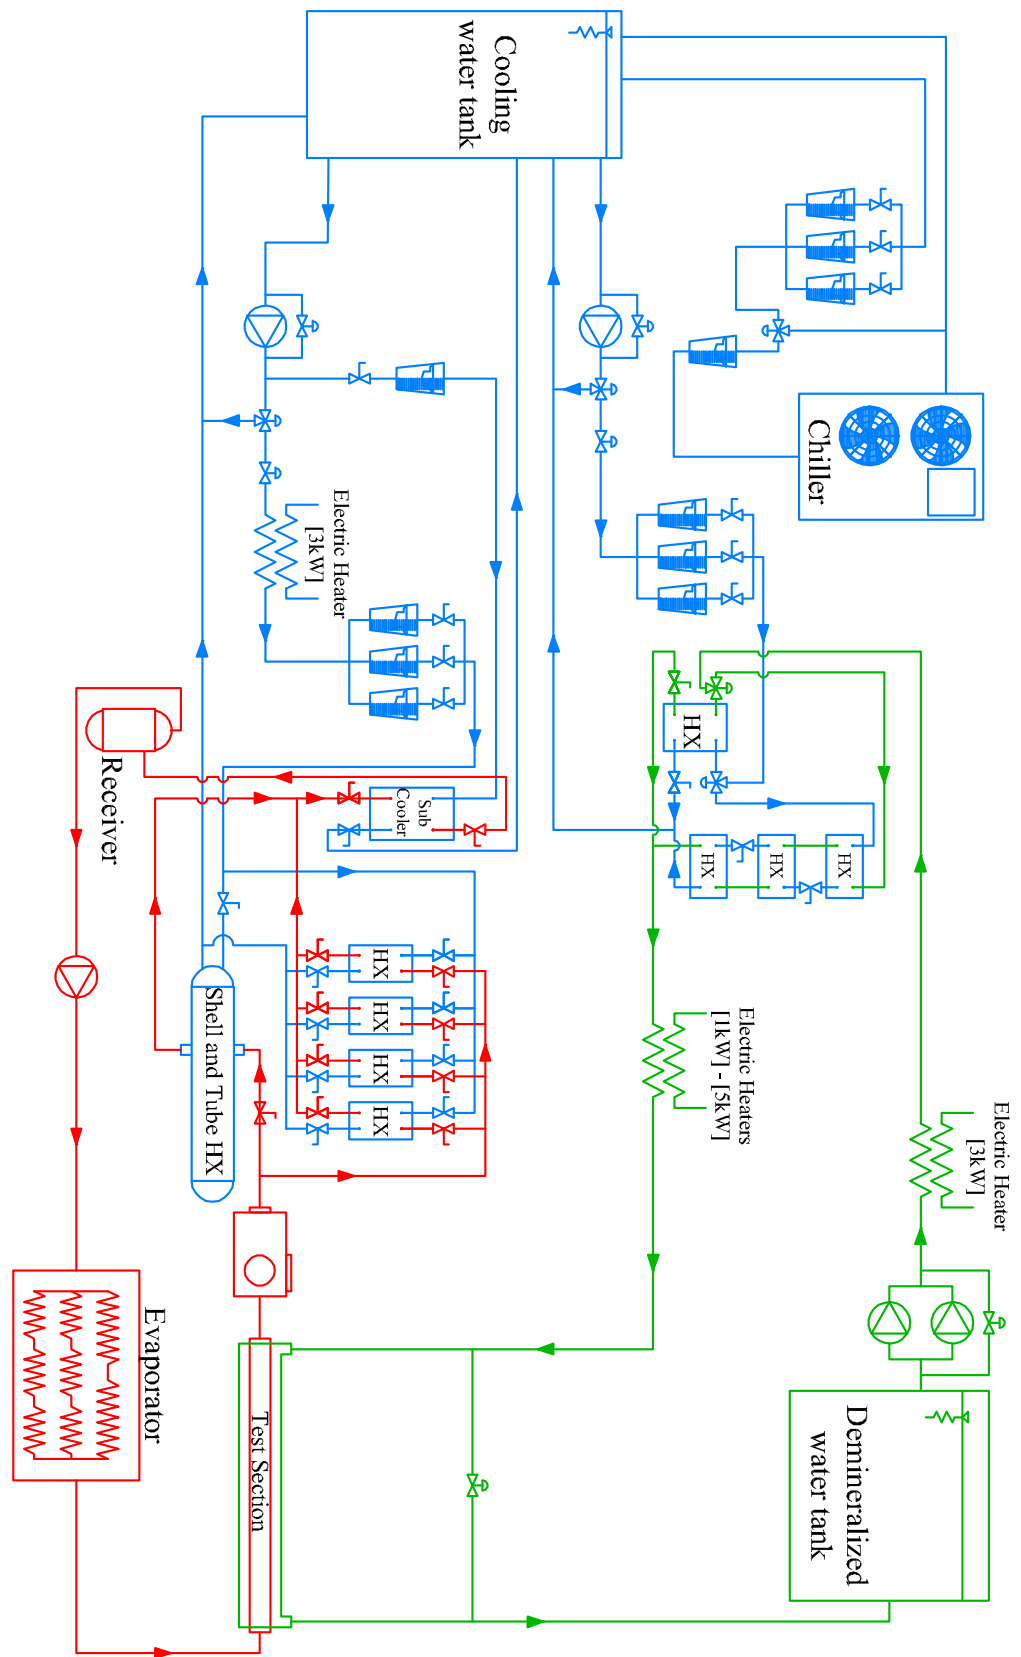 Cooling
water tank
Chiller
Electric Heater
[3kW]
HX
Sub
Cooler
HX
HX
HX
Receiver
HX
HX
HX
HX
Shell and Tube HX
Electric Heaters
[1kW] - [5kW]
Electric Heater
[3kW]
Evaporator
Test Section
Demineralized
water tank